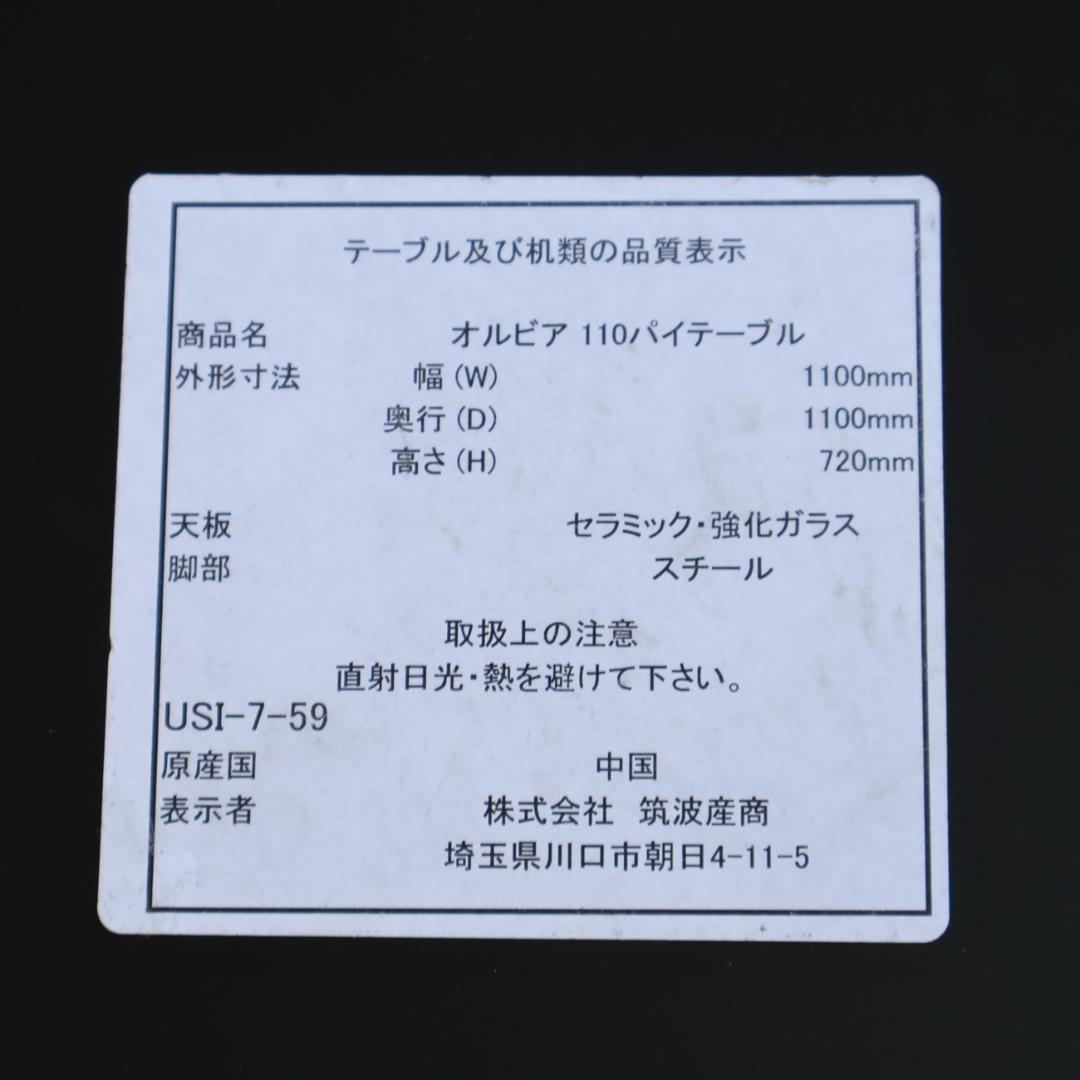 テーブル及び机類の品質表示
商品名 オルビア 110パイテーブル
外形寸法 幅(W) 1100mm
奥行(D) 1100mm
高さ(H) 720mm
天板 セラミック・強化ガラス
脚部 スチール
取扱上の注意
直射日光・熱を避けて下さい。
USI-7-59
原産国 中国
表示者 株式会社 筑波産商
埼玉県川口市朝日4-11-5